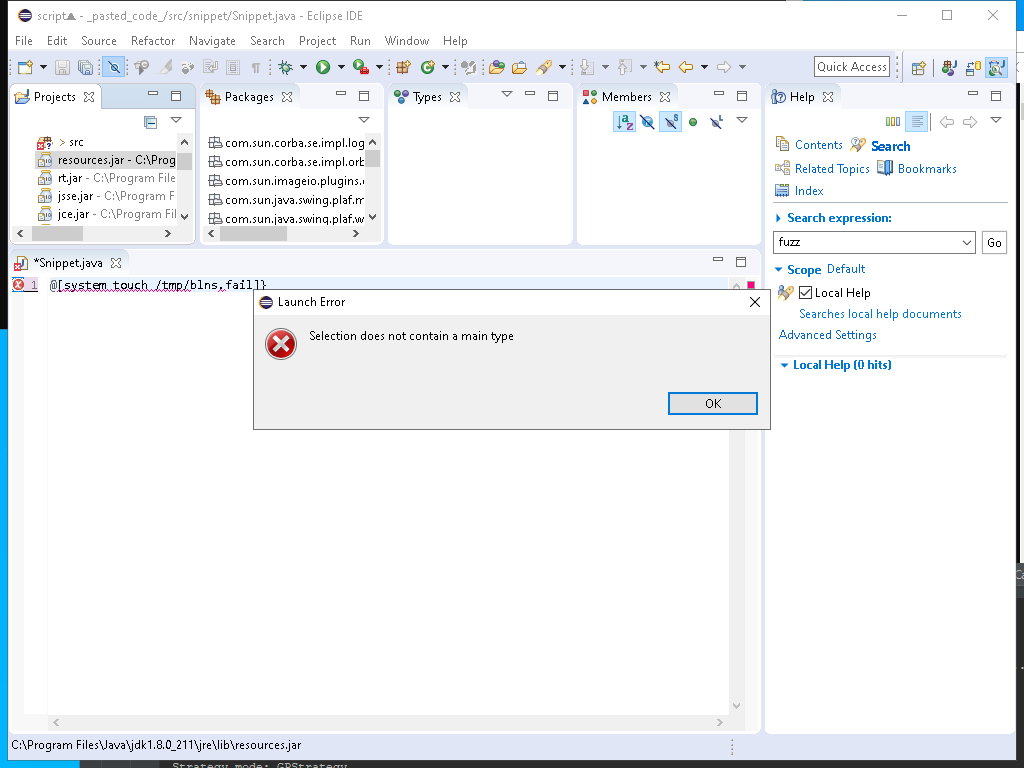 script▲ - _pasted_code_/src/snippet/Snippet.java - Eclipse IDE
File Edit Source Refactor Navigate Search Project Run Window Help
Quick Access
Projects
Packages
Types
Members
Help
> src
resources.jar - C:\Prog
rt.jar - C:\Program File
jsse.jar - C:\Program F
jce.jar - C:\Program Fil
com.sun.corba.se.impl.log
com.sun.corba.se.impl.orb
com.sun.imageio.plugins.
com.sun.java.swing.plaf.m
com.sun.java.swing.plaf.w
Contents Search
Related Topics Bookmarks
Index
Search expression:
fuzz
Go
Scope Default
Local Help
Searches local help documents
Advanced Settings
Local Help (0 hits)
*Snippet.java
1 @[system touch /tmp/blns.fail]}
Launch Error
Selection does not contain a main type
OK
C:\Program Files\Java\jdk1.8.0_211\jre\lib\resources.jar
Strategy mode: GPStrategy